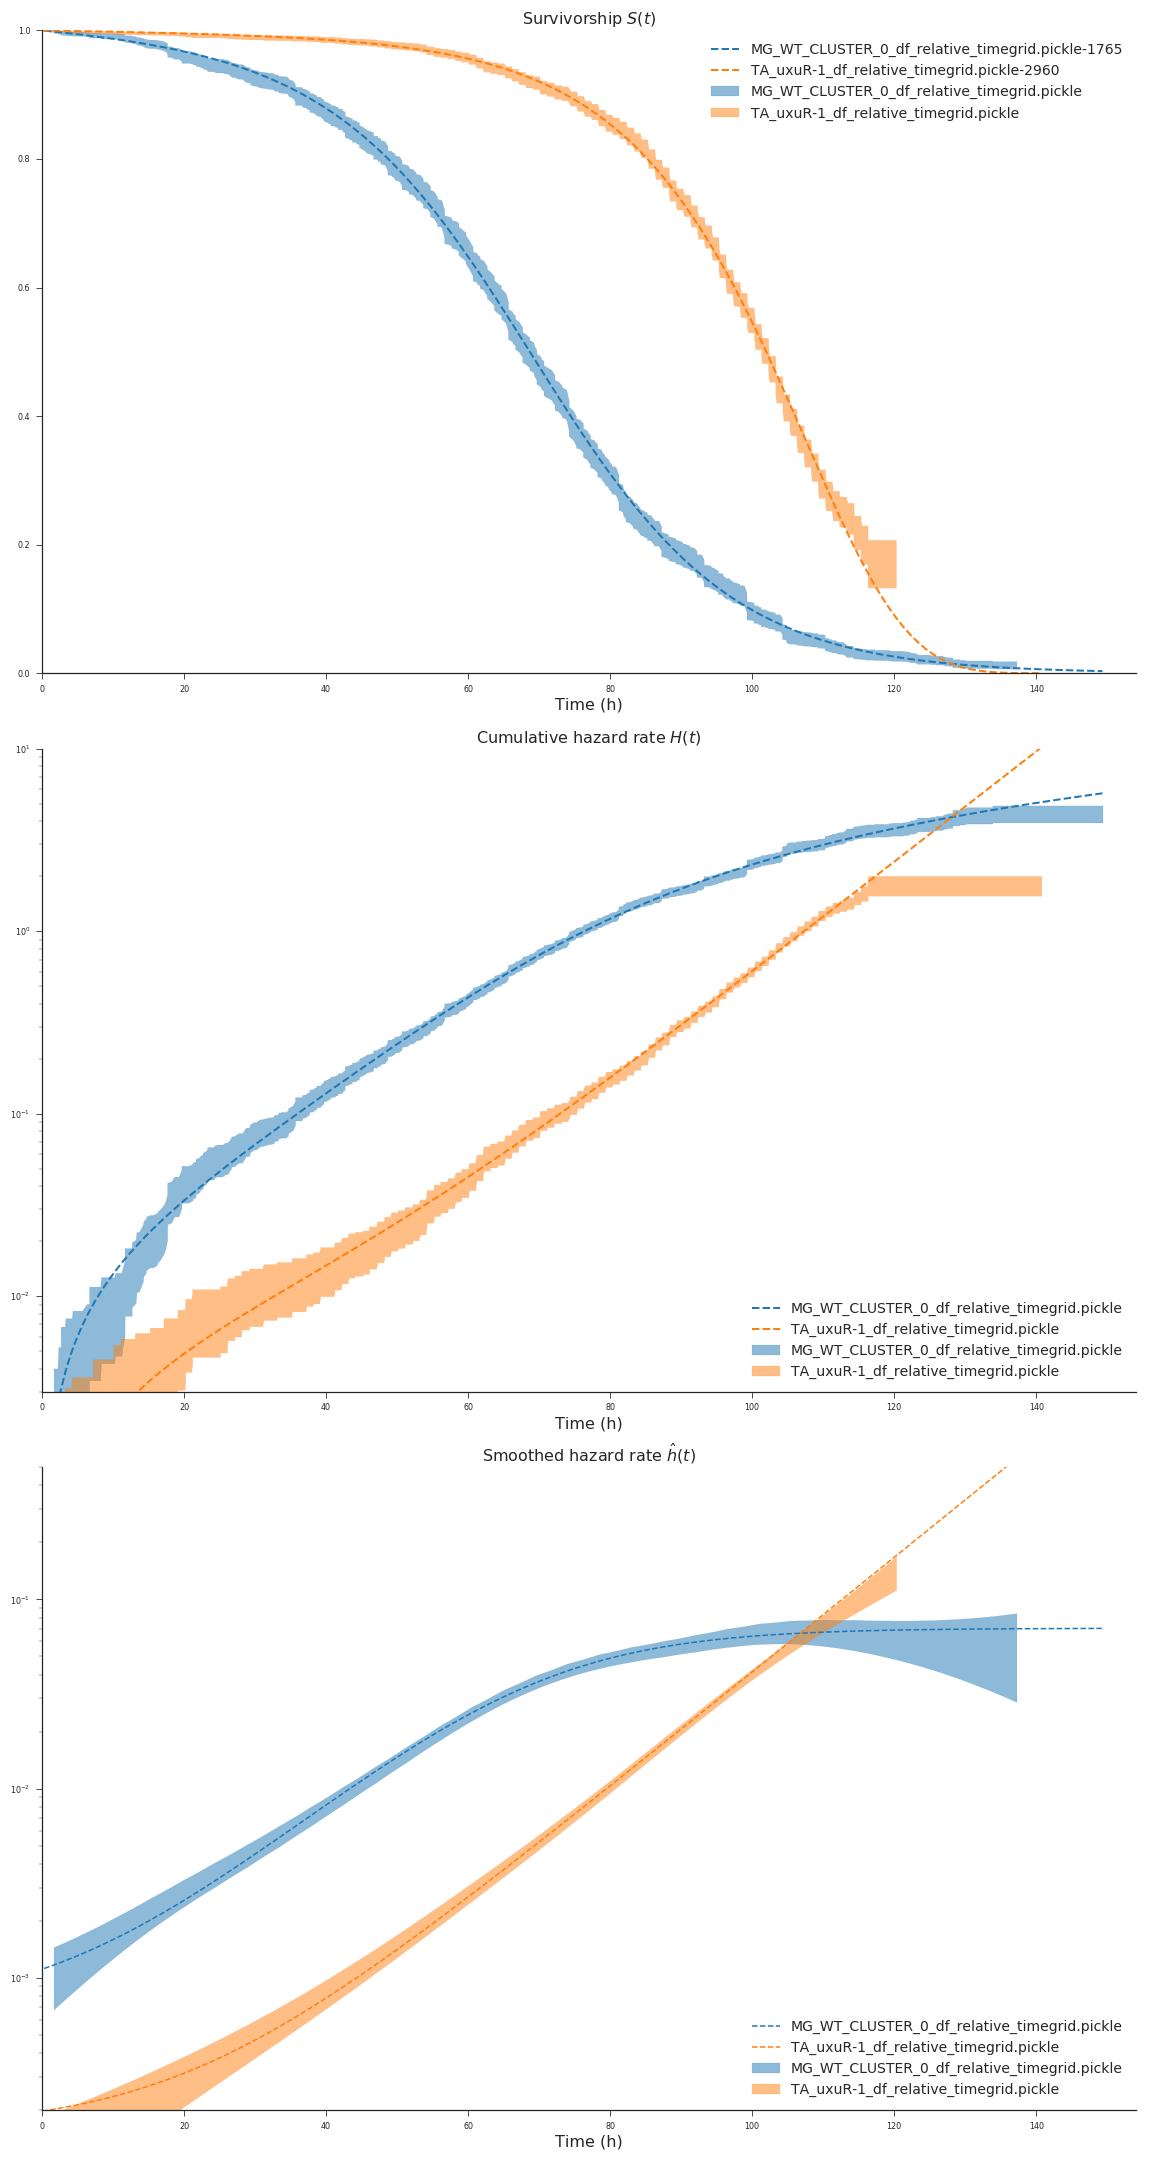 Survivorship S(t)
1.0
0.8
0.6
0.4
0.2
0.0
MG_WT_CLUSTER_0_df_relative_timegrid.pickle-1765
TA_uxuR-1_df_relative_timegrid.pickle-2960
MG_WT_CLUSTER_0_df_relative_timegrid.pickle
TA_uxuR-1_df_relative_timegrid.pickle
0 20 40 60 80 100 120 140
Time (h)
Cumulative hazard rate H(t)
10¹
10⁰
10⁻¹
10⁻²
MG_WT_CLUSTER_0_df_relative_timegrid.pickle
TA_uxuR-1_df_relative_timegrid.pickle
MG_WT_CLUSTER_0_df_relative_timegrid.pickle
TA_uxuR-1_df_relative_timegrid.pickle
0 20 40 60 80 100 120 140
Time (h)
Smoothed hazard rate ĥ(t)
10⁻¹
10⁻²
10⁻³
MG_WT_CLUSTER_0_df_relative_timegrid.pickle
TA_uxuR-1_df_relative_timegrid.pickle
MG_WT_CLUSTER_0_df_relative_timegrid.pickle
TA_uxuR-1_df_relative_timegrid.pickle
0 20 40 60 80 100 120 140
Time (h)